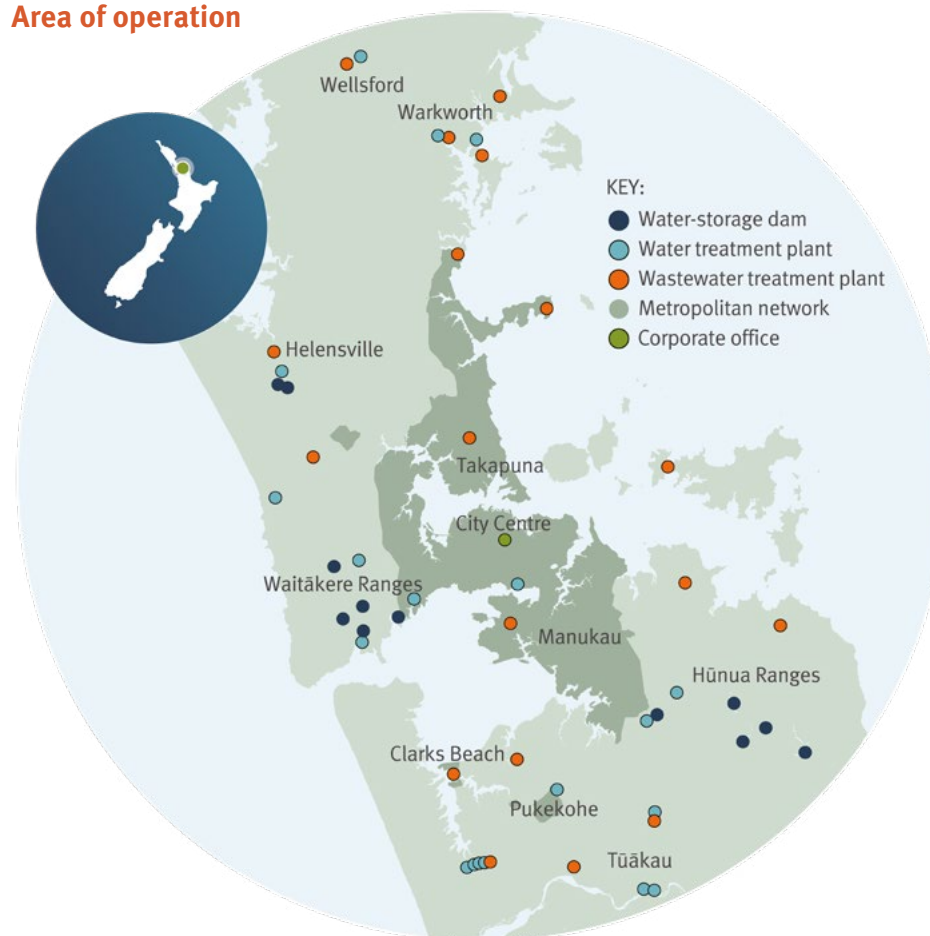 Area of operation
Wellsford
Warkworth
KEY:
Water-storage dam
Water treatment plant
Wastewater treatment plant
Metropolitan network
Corporate office
Helensville
Takapuna
City Centre
Waitākere Ranges
Manukau
Hūnua Ranges
Clarks Beach
Pukekohe
Tūākau